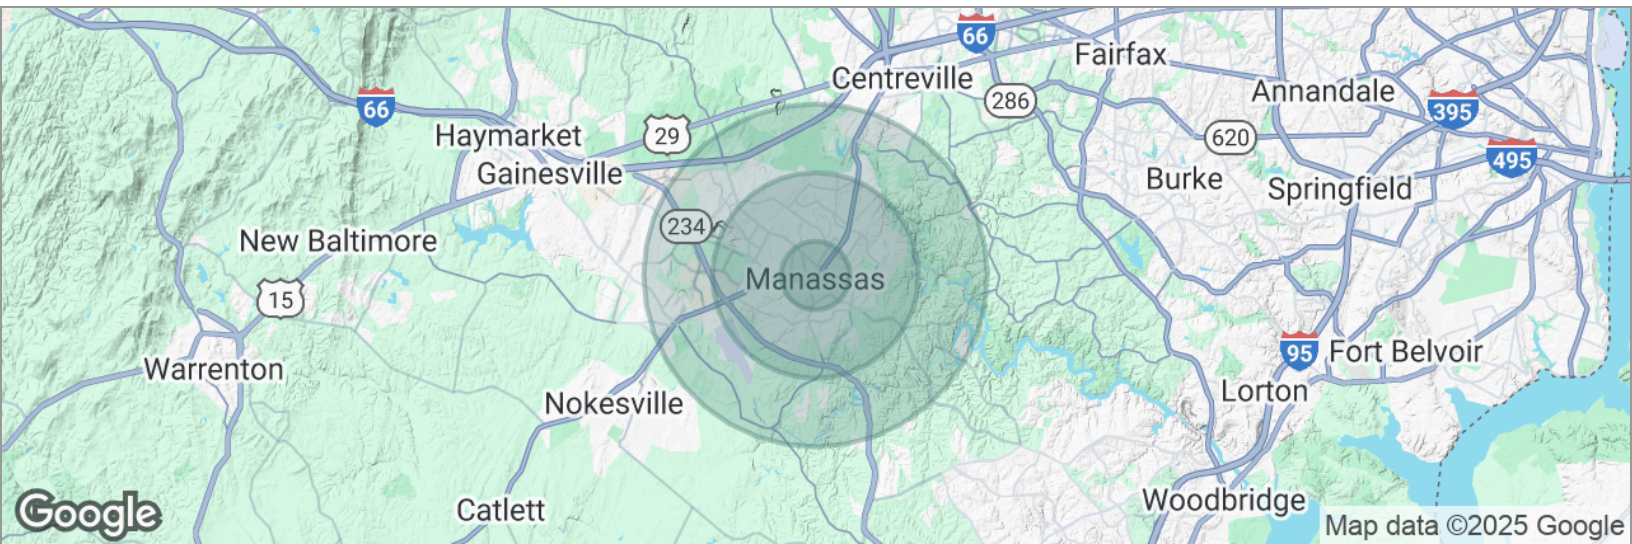 66
Fairfax
Centreville
286
Annandale
66
395
Haymarket
29
620
495
Gainesville
Burke
Springfield
234
New Baltimore
Manassas
15
95
Fort Belvoir
Warrenton
Lorton
Nokesville
Woodbridge
Catlett
Google
Map data ©2025 Google